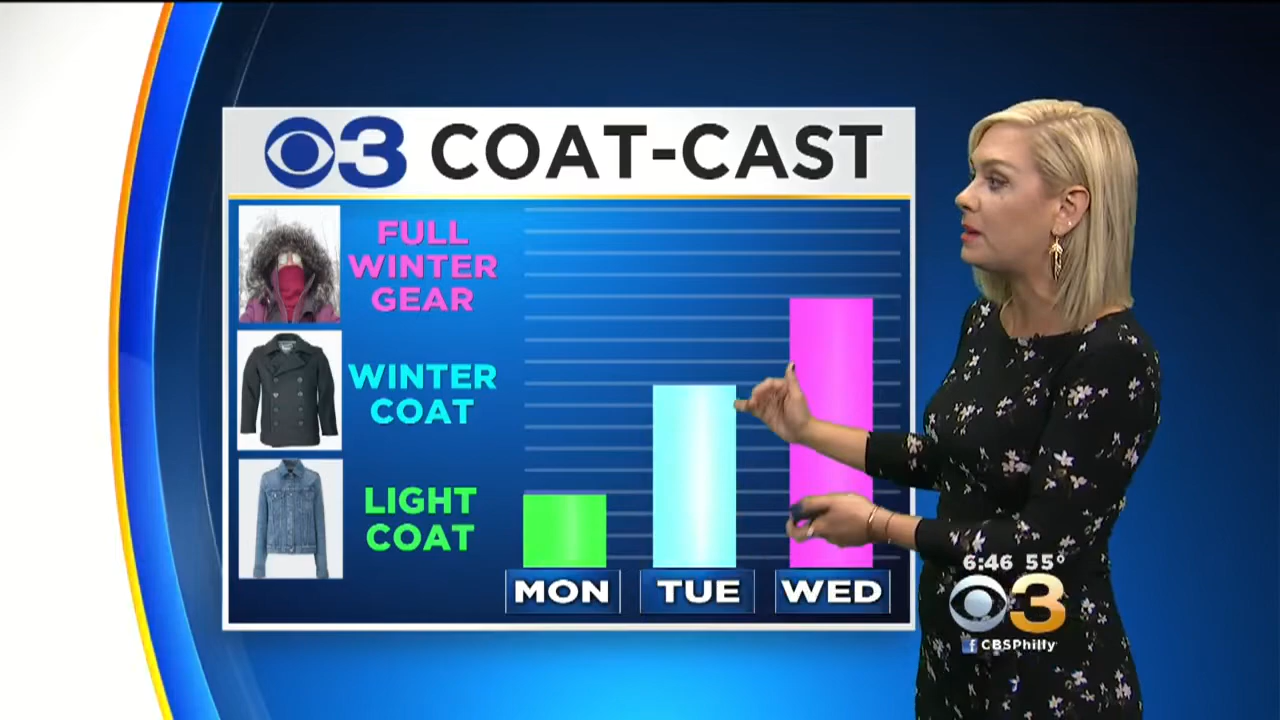 3 COAT-CAST
FULL
WINTER
GEAR
WINTER
COAT
LIGHT
COAT
MON TUE WED
6:46 55°
3
f CBSPhilly